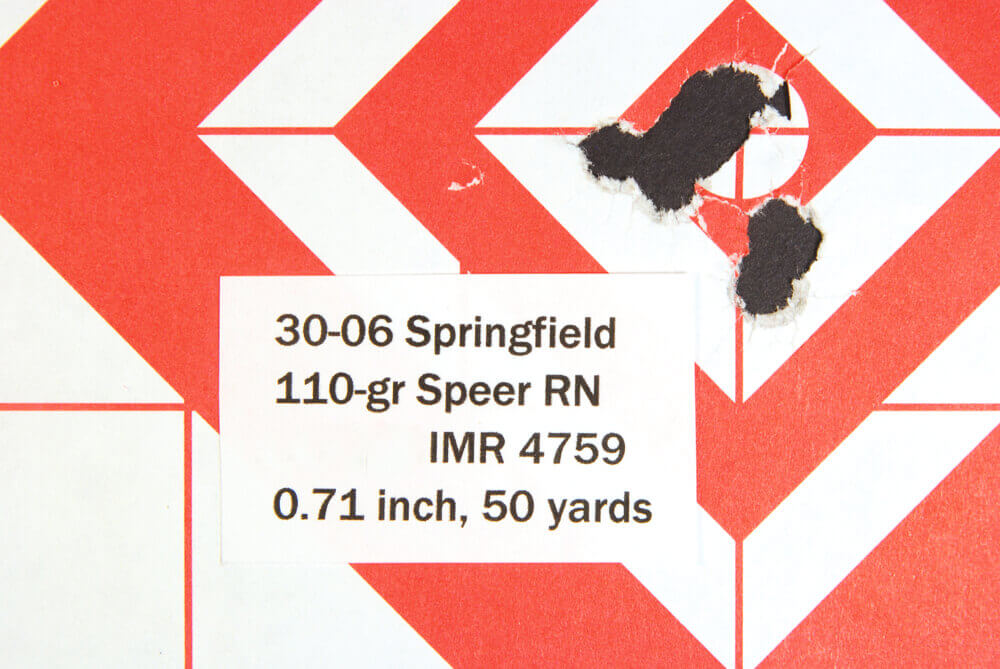 30-06 Springfield
110-gr Speer RN
IMR 4759
0.71 inch, 50 yards